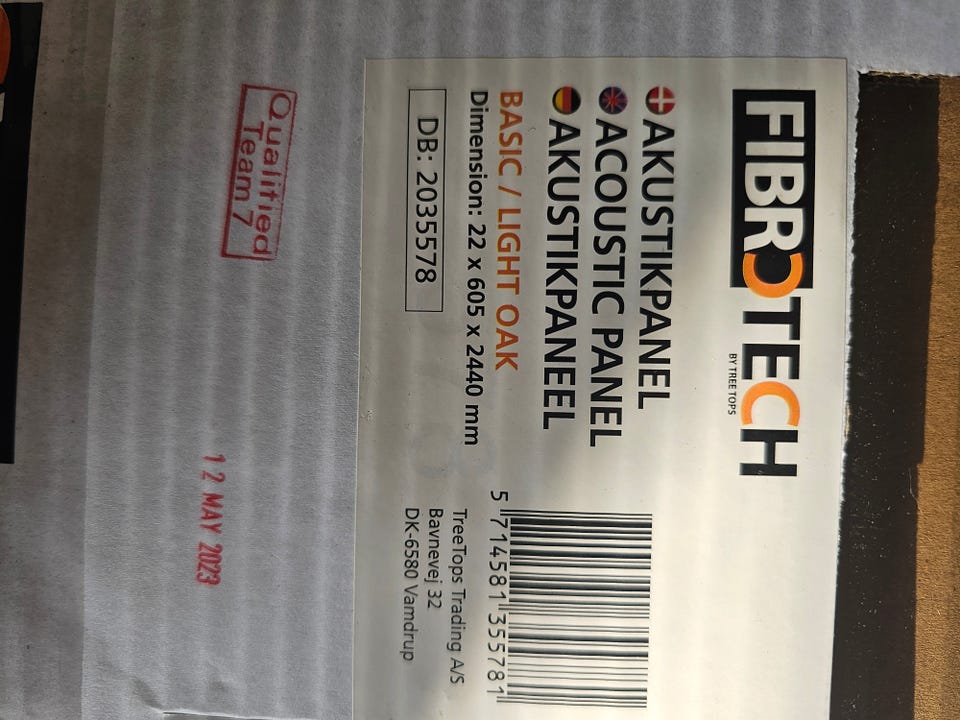 FIBROTECH
BY TREE TOPS
AKUSTIKPANEL
ACOUSTIC PANEL
AKUSTIKPANEEL
BASIC / LIGHT OAK
Dimension: 22 x 605 x 2440 mm
DB: 2035578
5 714581 355781
TreeTops Trading A/S
Bavnevej 32
DK-6580 Vamdrup
Qualified
Team 7
12 MAY 2023